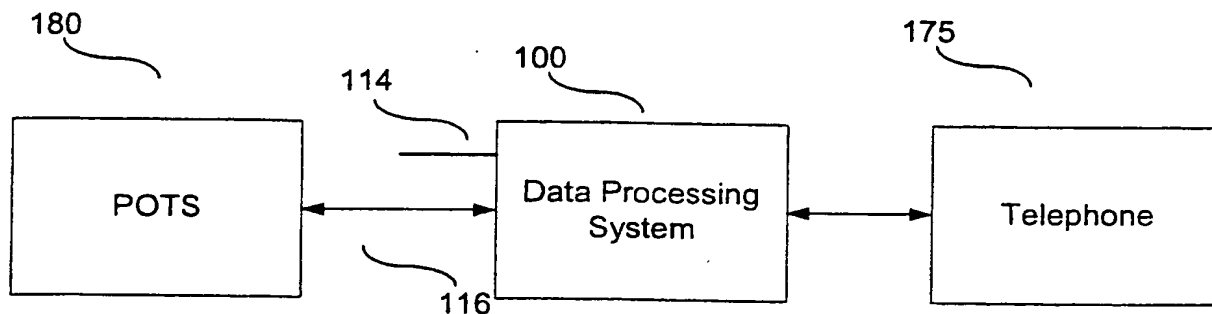 180
100
175
114
POTS
Data Processing
System
Telephone
116